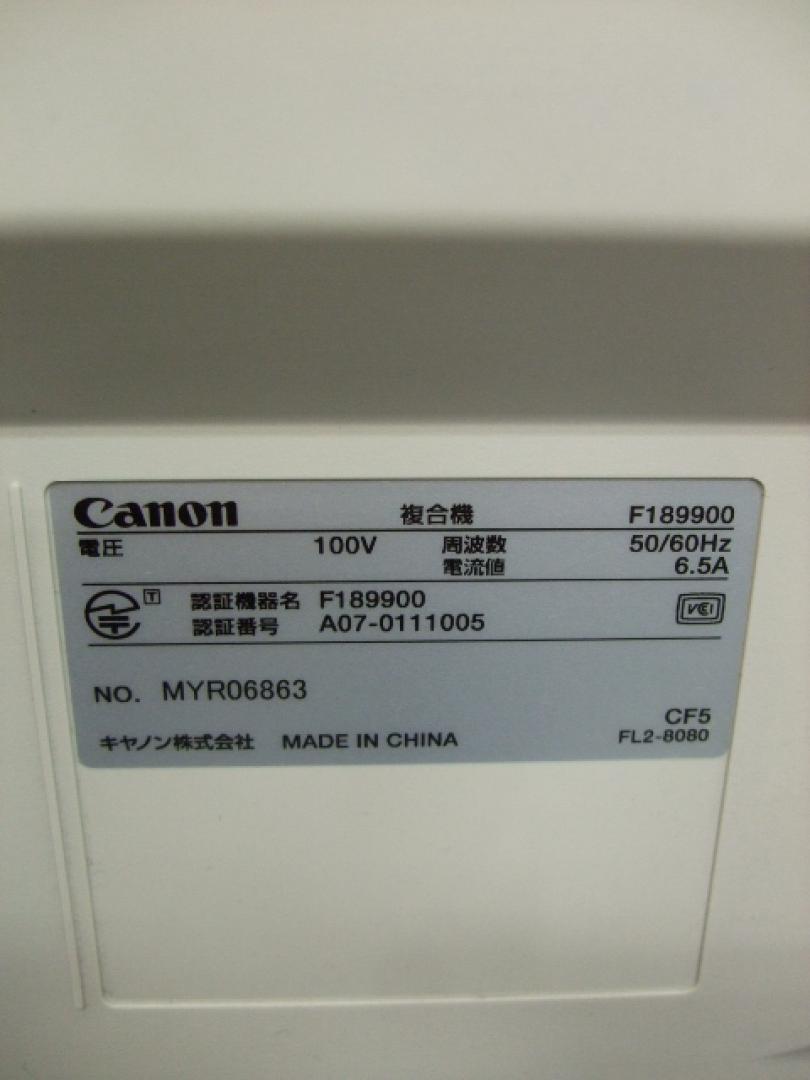 Canon 複合機 F189900
電圧 100V 周波数 50/60Hz
電流値 6.5A
T 認証機器名 F189900
認証番号 A07-0111005
VCI
NO. MYR06863
CF5
キヤノン株式会社 MADE IN CHINA FL2-8080